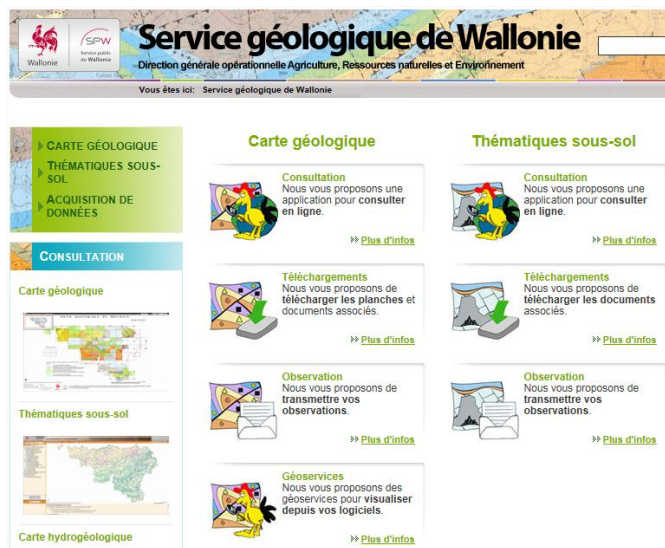 Wallonie
SPW
Service public
de Wallonie
Service géologique de Wallonie
Direction générale opérationnelle Agriculture, Ressources naturelles et Environnement
Vous êtes ici: Service géologique de Wallonie
CARTE GÉOLOGIQUE
THÉMATIQUES SOUS-
SOL
ACQUISITION DE
DONNÉES
CONSULTATION
Carte géologique
Thématiques sous-sol
Carte hydrogéologique
Carte géologique
Consultation
Nous vous proposons une
application pour consulter
en ligne.
Plus d'infos
Téléchargements
Nous vous proposons de
télécharger les planches et
documents associés.
Plus d'infos
Observation
Nous vous proposons de
transmettre vos
observations.
Plus d'infos
Géoservices
Nous vous proposons des
géoservices pour visualiser
depuis vos logiciels.
Plus d'infos
Thématiques sous-sol
Consultation
Nous vous proposons une
application pour consulter
en ligne.
Plus d'infos
Téléchargements
Nous vous proposons de
télécharger les documents
associés.
Plus d'infos
Observation
Nous vous proposons de
transmettre vos
observations.
Plus d'infos